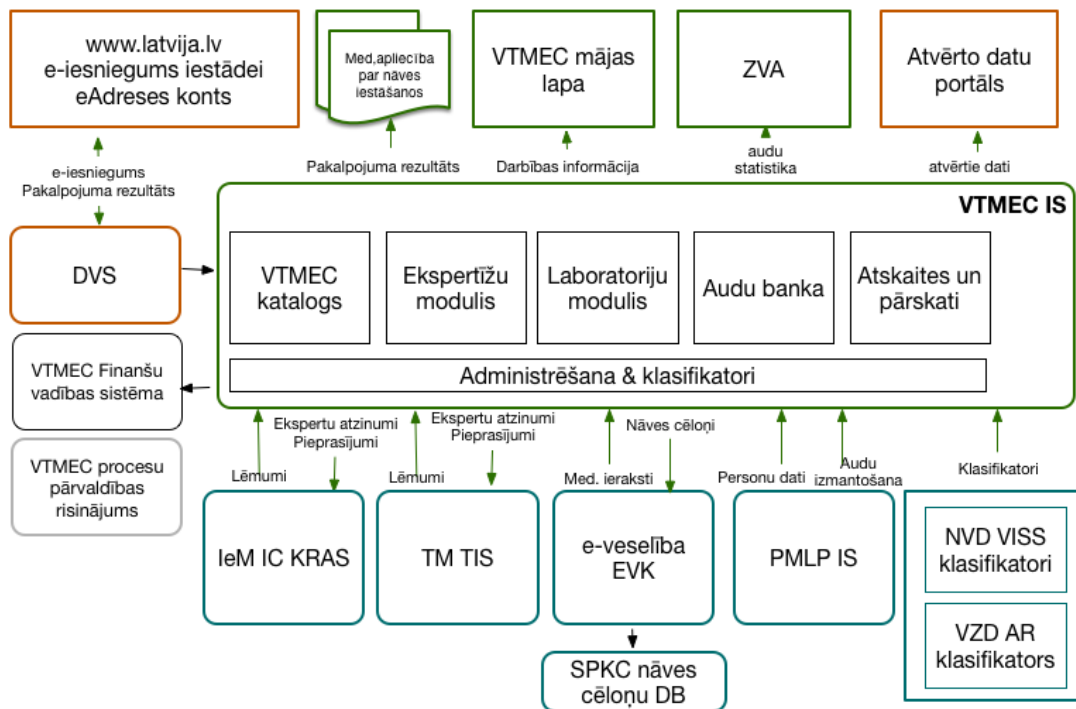 www.latvija.lv
e-iesniegums iestādei
eAdreses konts
Med,apliecība
par nāves
iestāšanos
VTMEC mājas
lapa
ZVA
Atvērto datu
portāls
e-iesniegums
Pakalpojuma rezultāts
Pakalpojuma rezultāts
Darbības informācija
audu
statistika
atvērtie dati
VTMEC IS
DVS
VTMEC
katalogs
Ekspertīžu
modulis
Laboratoriju
modulis
Audu banka
Atskaites un
pārskati
VTMEC Finanšu
vadības sistēma
Administrēšana & klasifikatori
VTMEC procesu
pārvaldības
risinājums
Ekspertu atzinumi
Pieprasījumi
Lēmumi
Ekspertu atzinumi
Pieprasījumi
Lēmumi
Nāves cēloņi
Med. ieraksti
Personu dati
Audu
izmantošana
Klasifikatori
IeM IC KRAS
TM TIS
e-veselība
EVK
PMLP IS
NVD VISS
klasifikatori
VZD AR
klasifikators
SPKC nāves
cēloņu DB